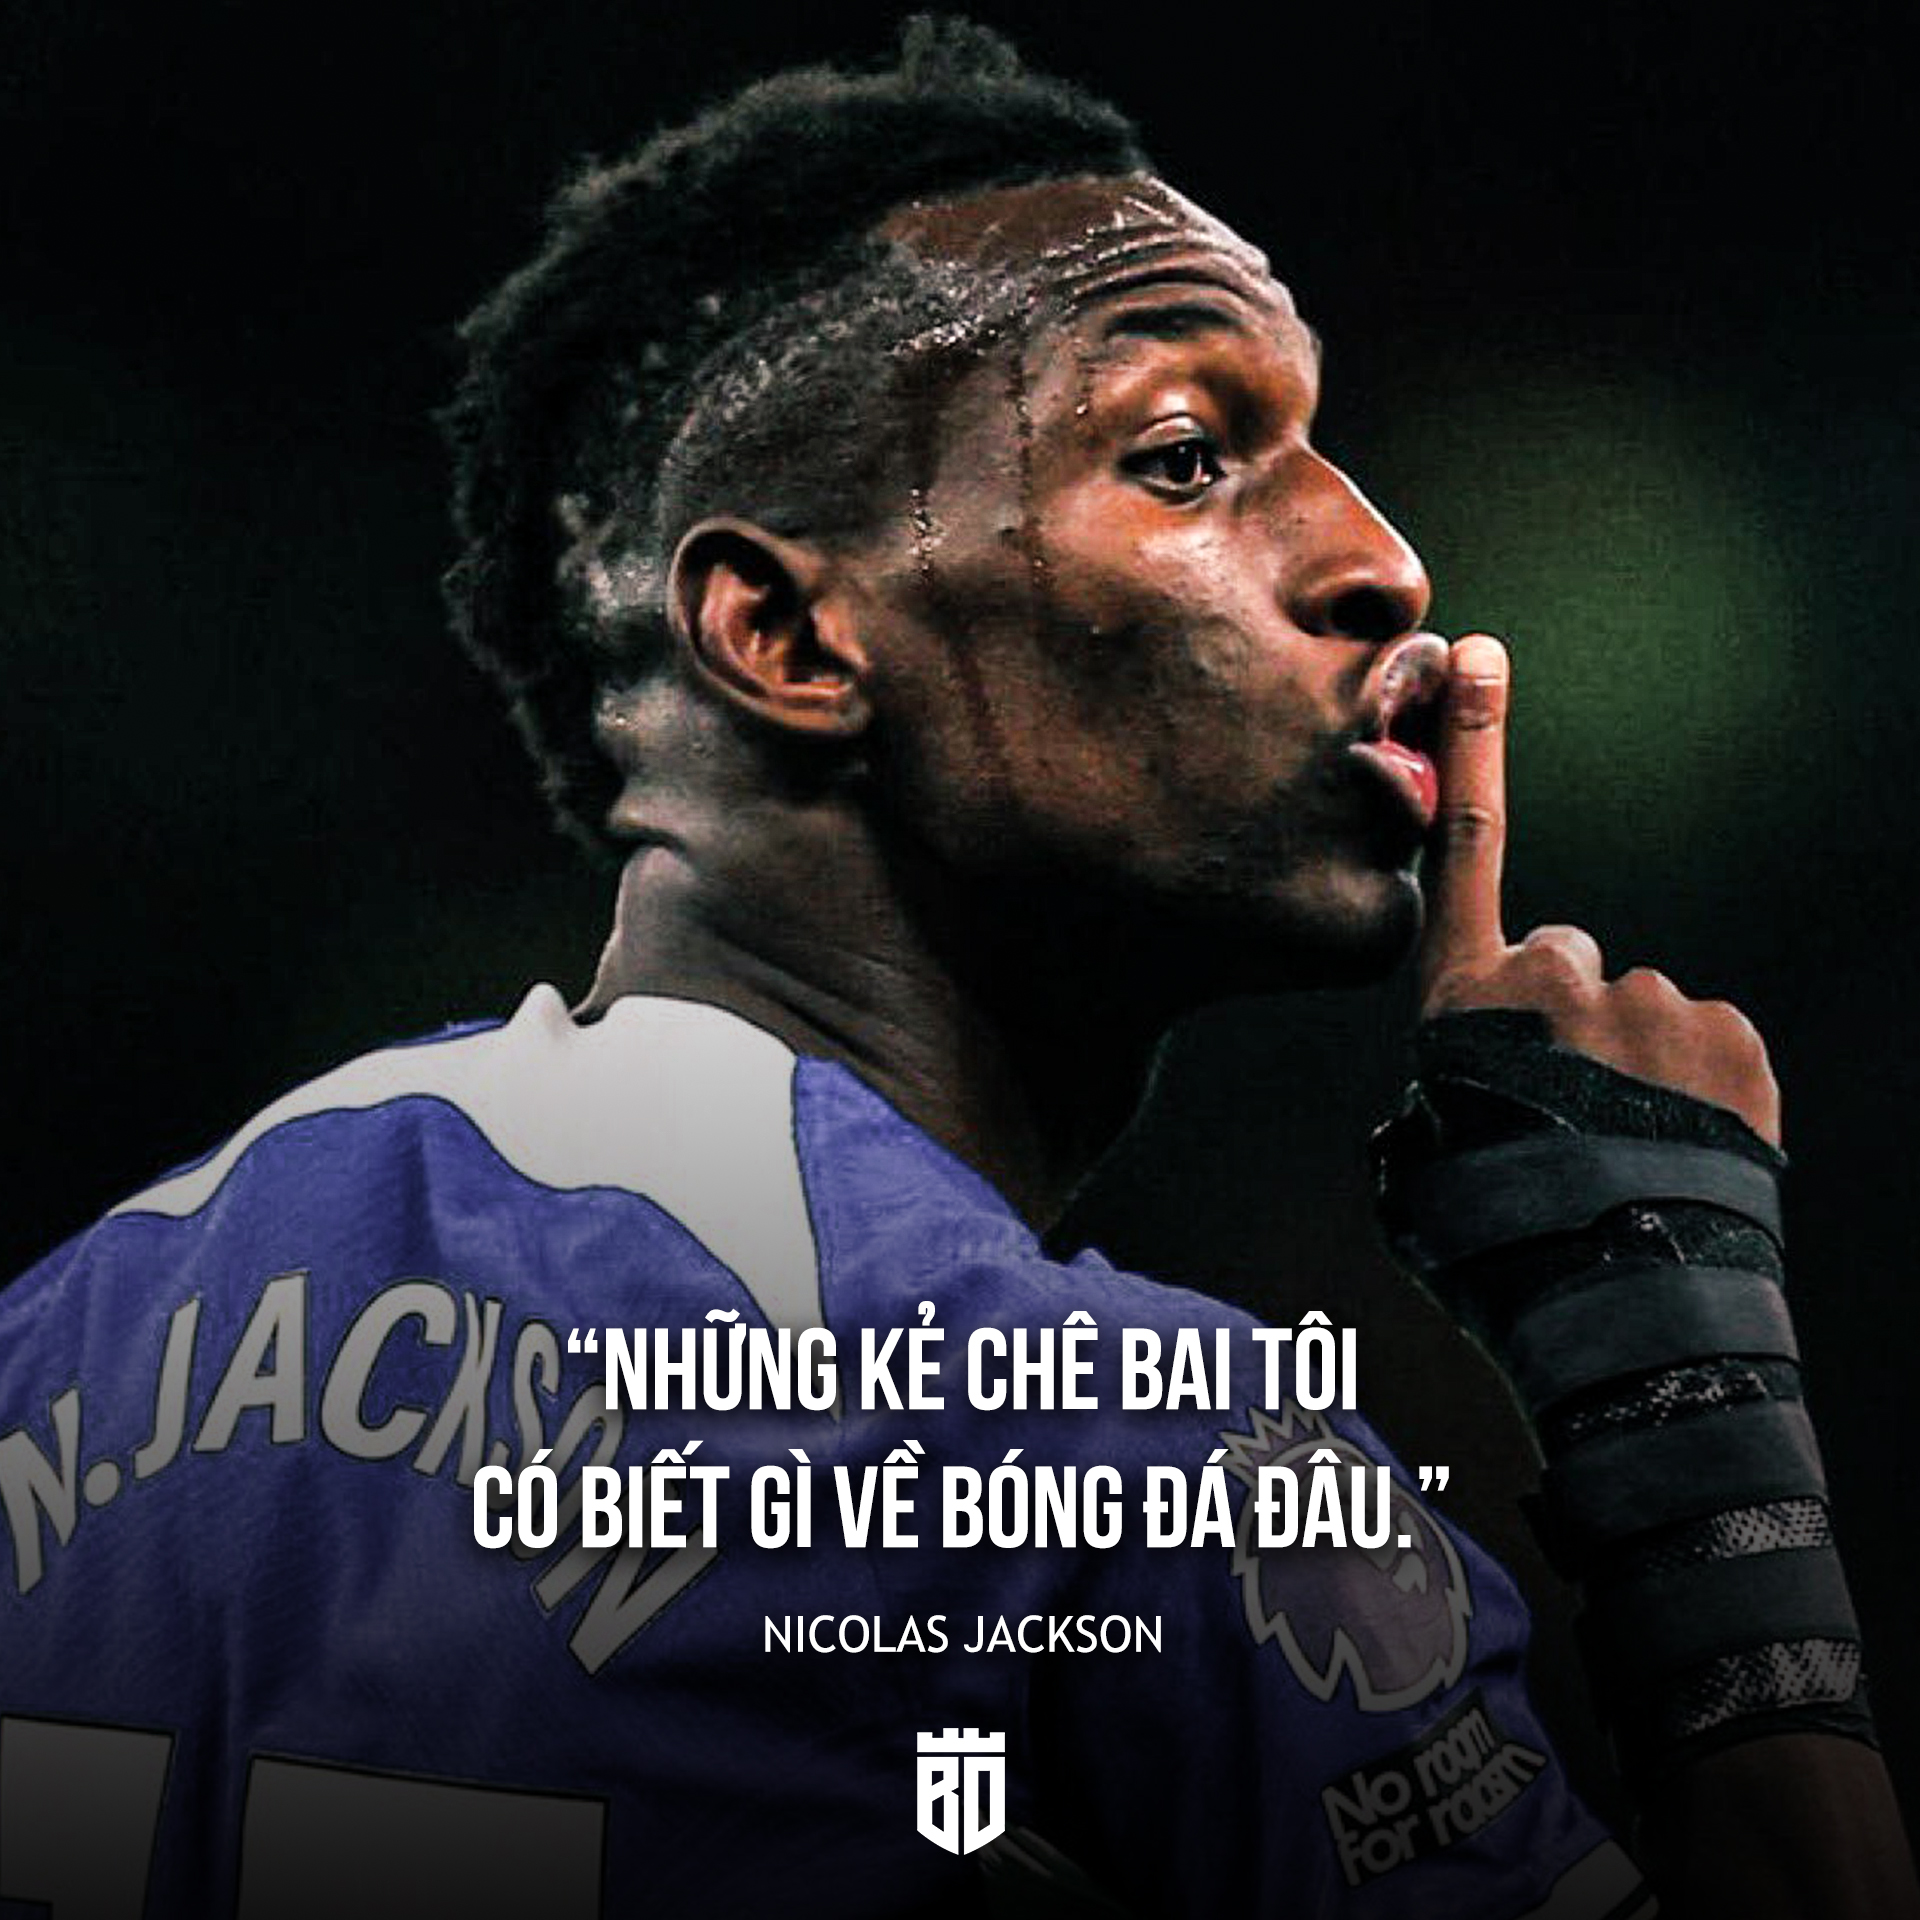 N.JACKSON
“NHỮNG KẺ CHÊ BAI TÔI
CÓ BIẾT GÌ VỀ BÓNG ĐÁ ĐÂU.”
NICOLAS JACKSON
BD
No room
for racism